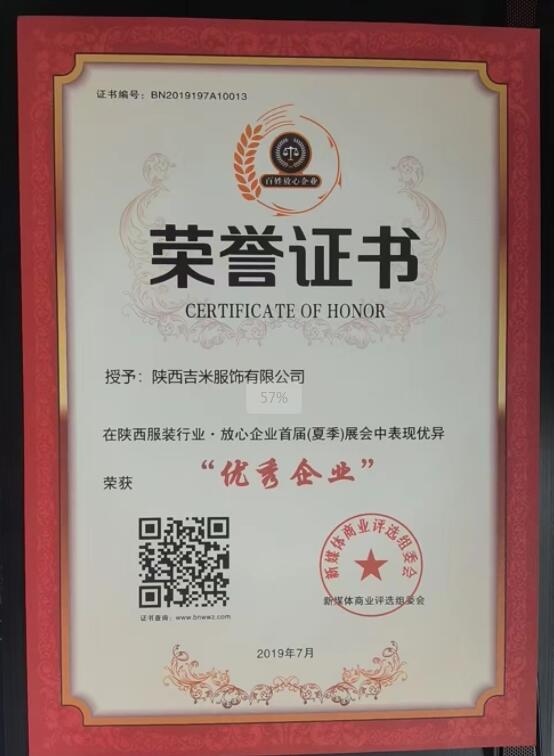 证书编号：BN2019197A10013
百妙放心企业
荣誉证书
CERTIFICATE OF HONOR
授予：陕西吉米服饰有限公司
57%
在陕西服装行业·放心企业首届(夏季)展会中表现优异
荣获
“优秀企业”
新媒体商业评选组委会
新媒体商业评选组委会
证书查询：www.bnwwz.com
2019年7月